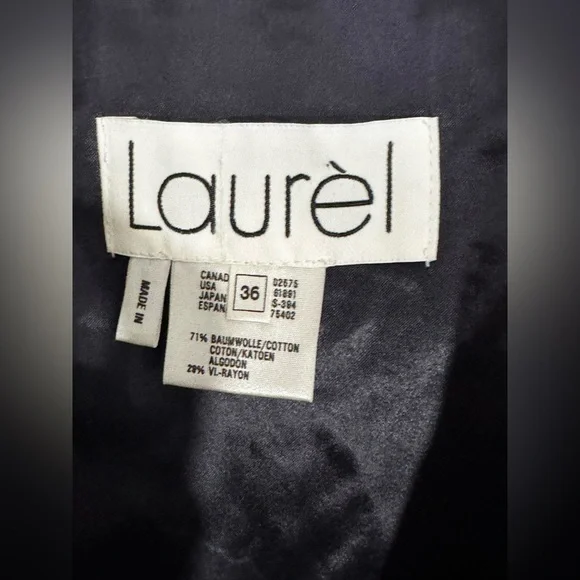 Laurèl
MADE IN
CANAD
USA
JAPAN
ESPAN
36
02575
61891
S-394
75402
71% BAUMWOLLE/COTTON
COTON/KATOEN
ALGODON
29% VI.-RAYON